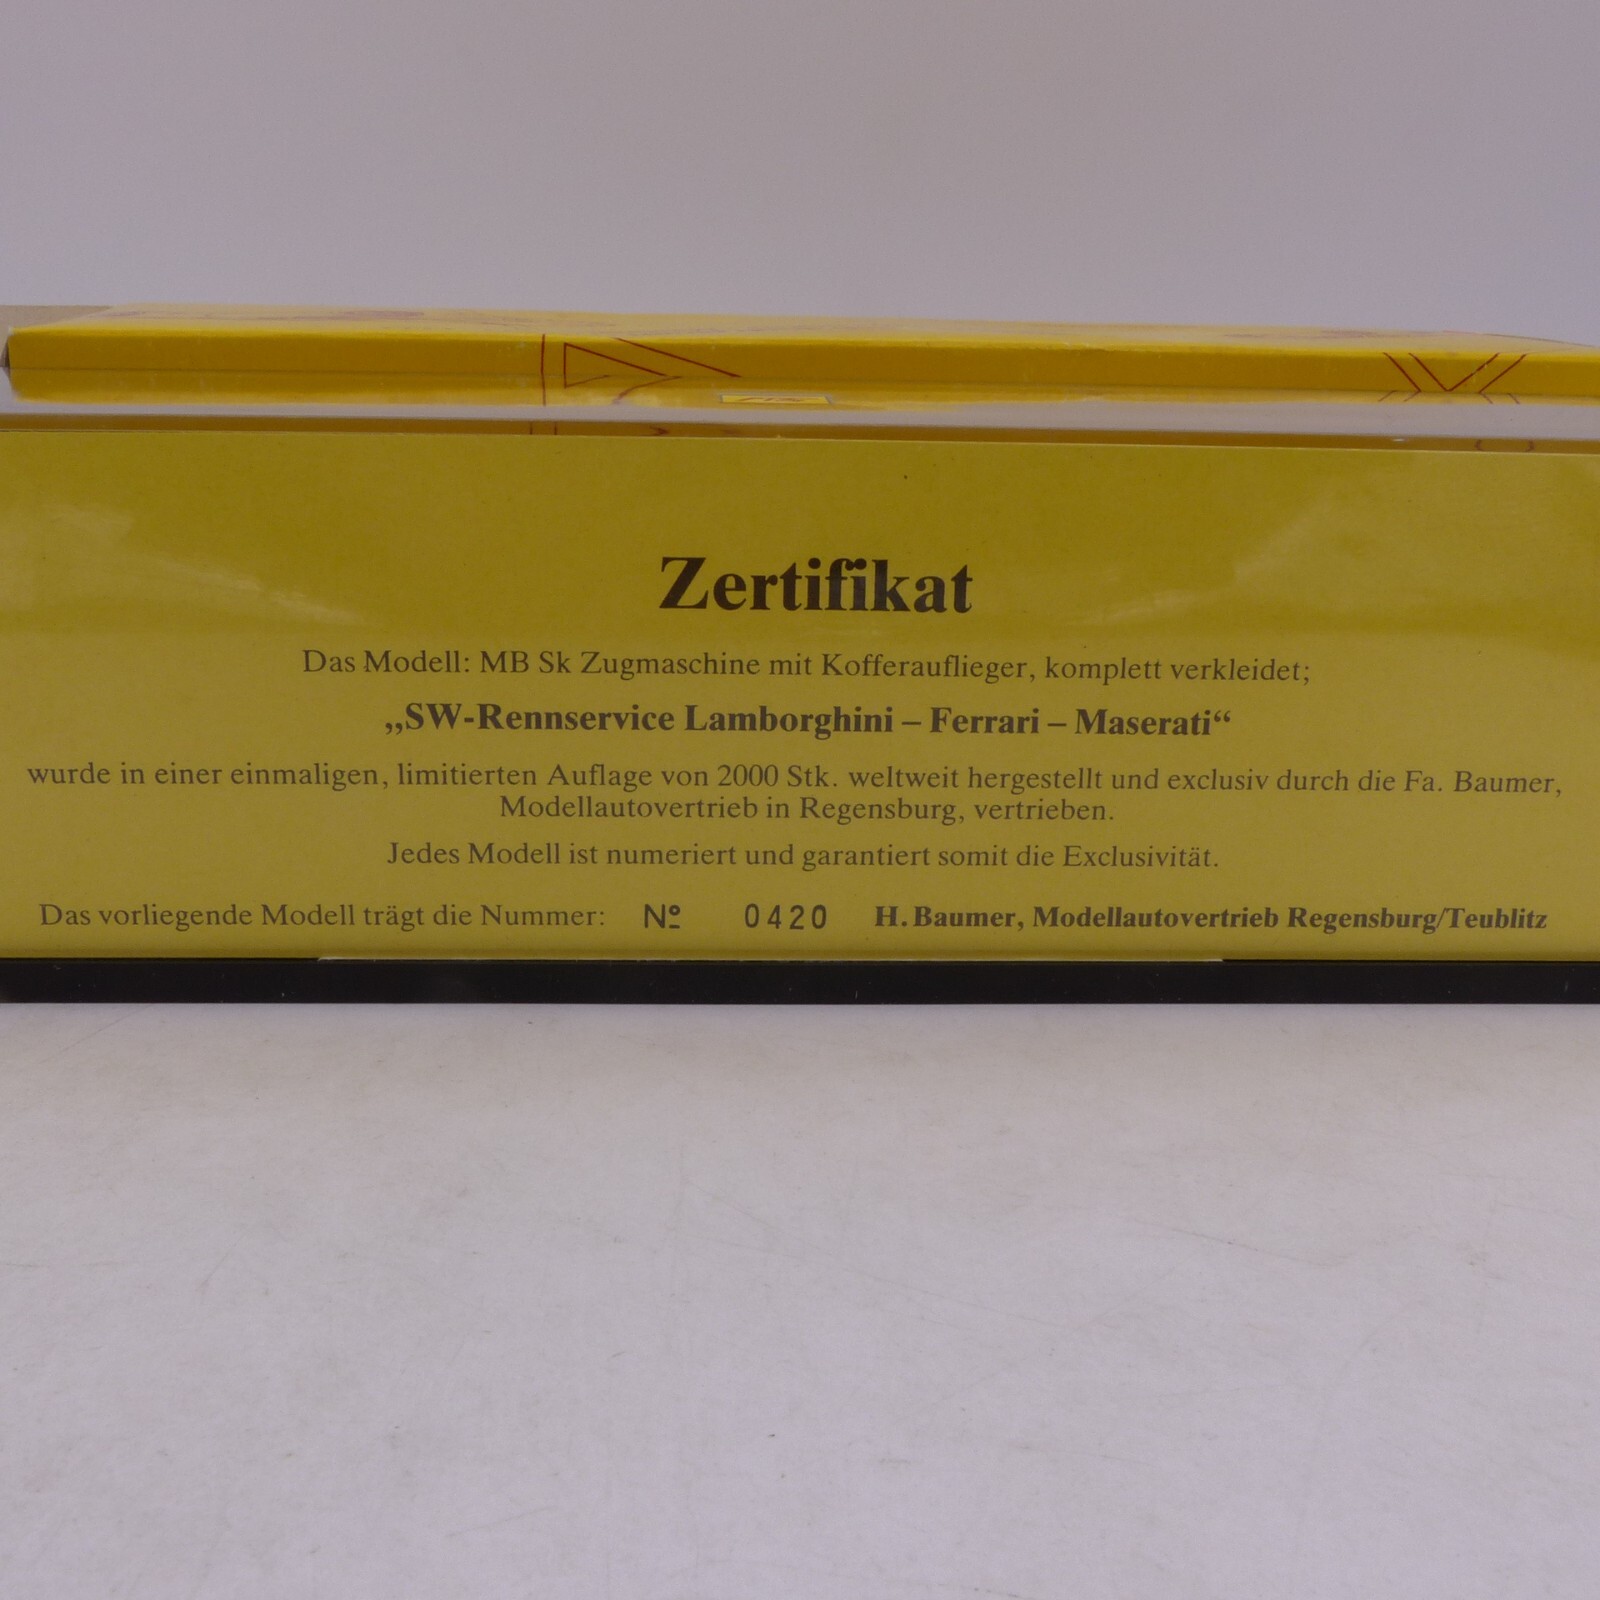 Zertifikat
Das Modell: MB Sk Zugmaschine mit Kofferauflieger, komplett verkleidet;
„SW-Rennservice Lamborghini – Ferrari – Maserati“
wurde in einer einmaligen, limitierten Auflage von 2000 Stk. weltweit hergestellt und exclusiv durch die Fa. Baumer,
Modellautovertrieb in Regensburg, vertrieben.
Jedes Modell ist numeriert und garantiert somit die Exclusivität.
Das vorliegende Modell trägt die Nummer: Nº 0420 H. Baumer, Modellautovertrieb Regensburg/Teublitz